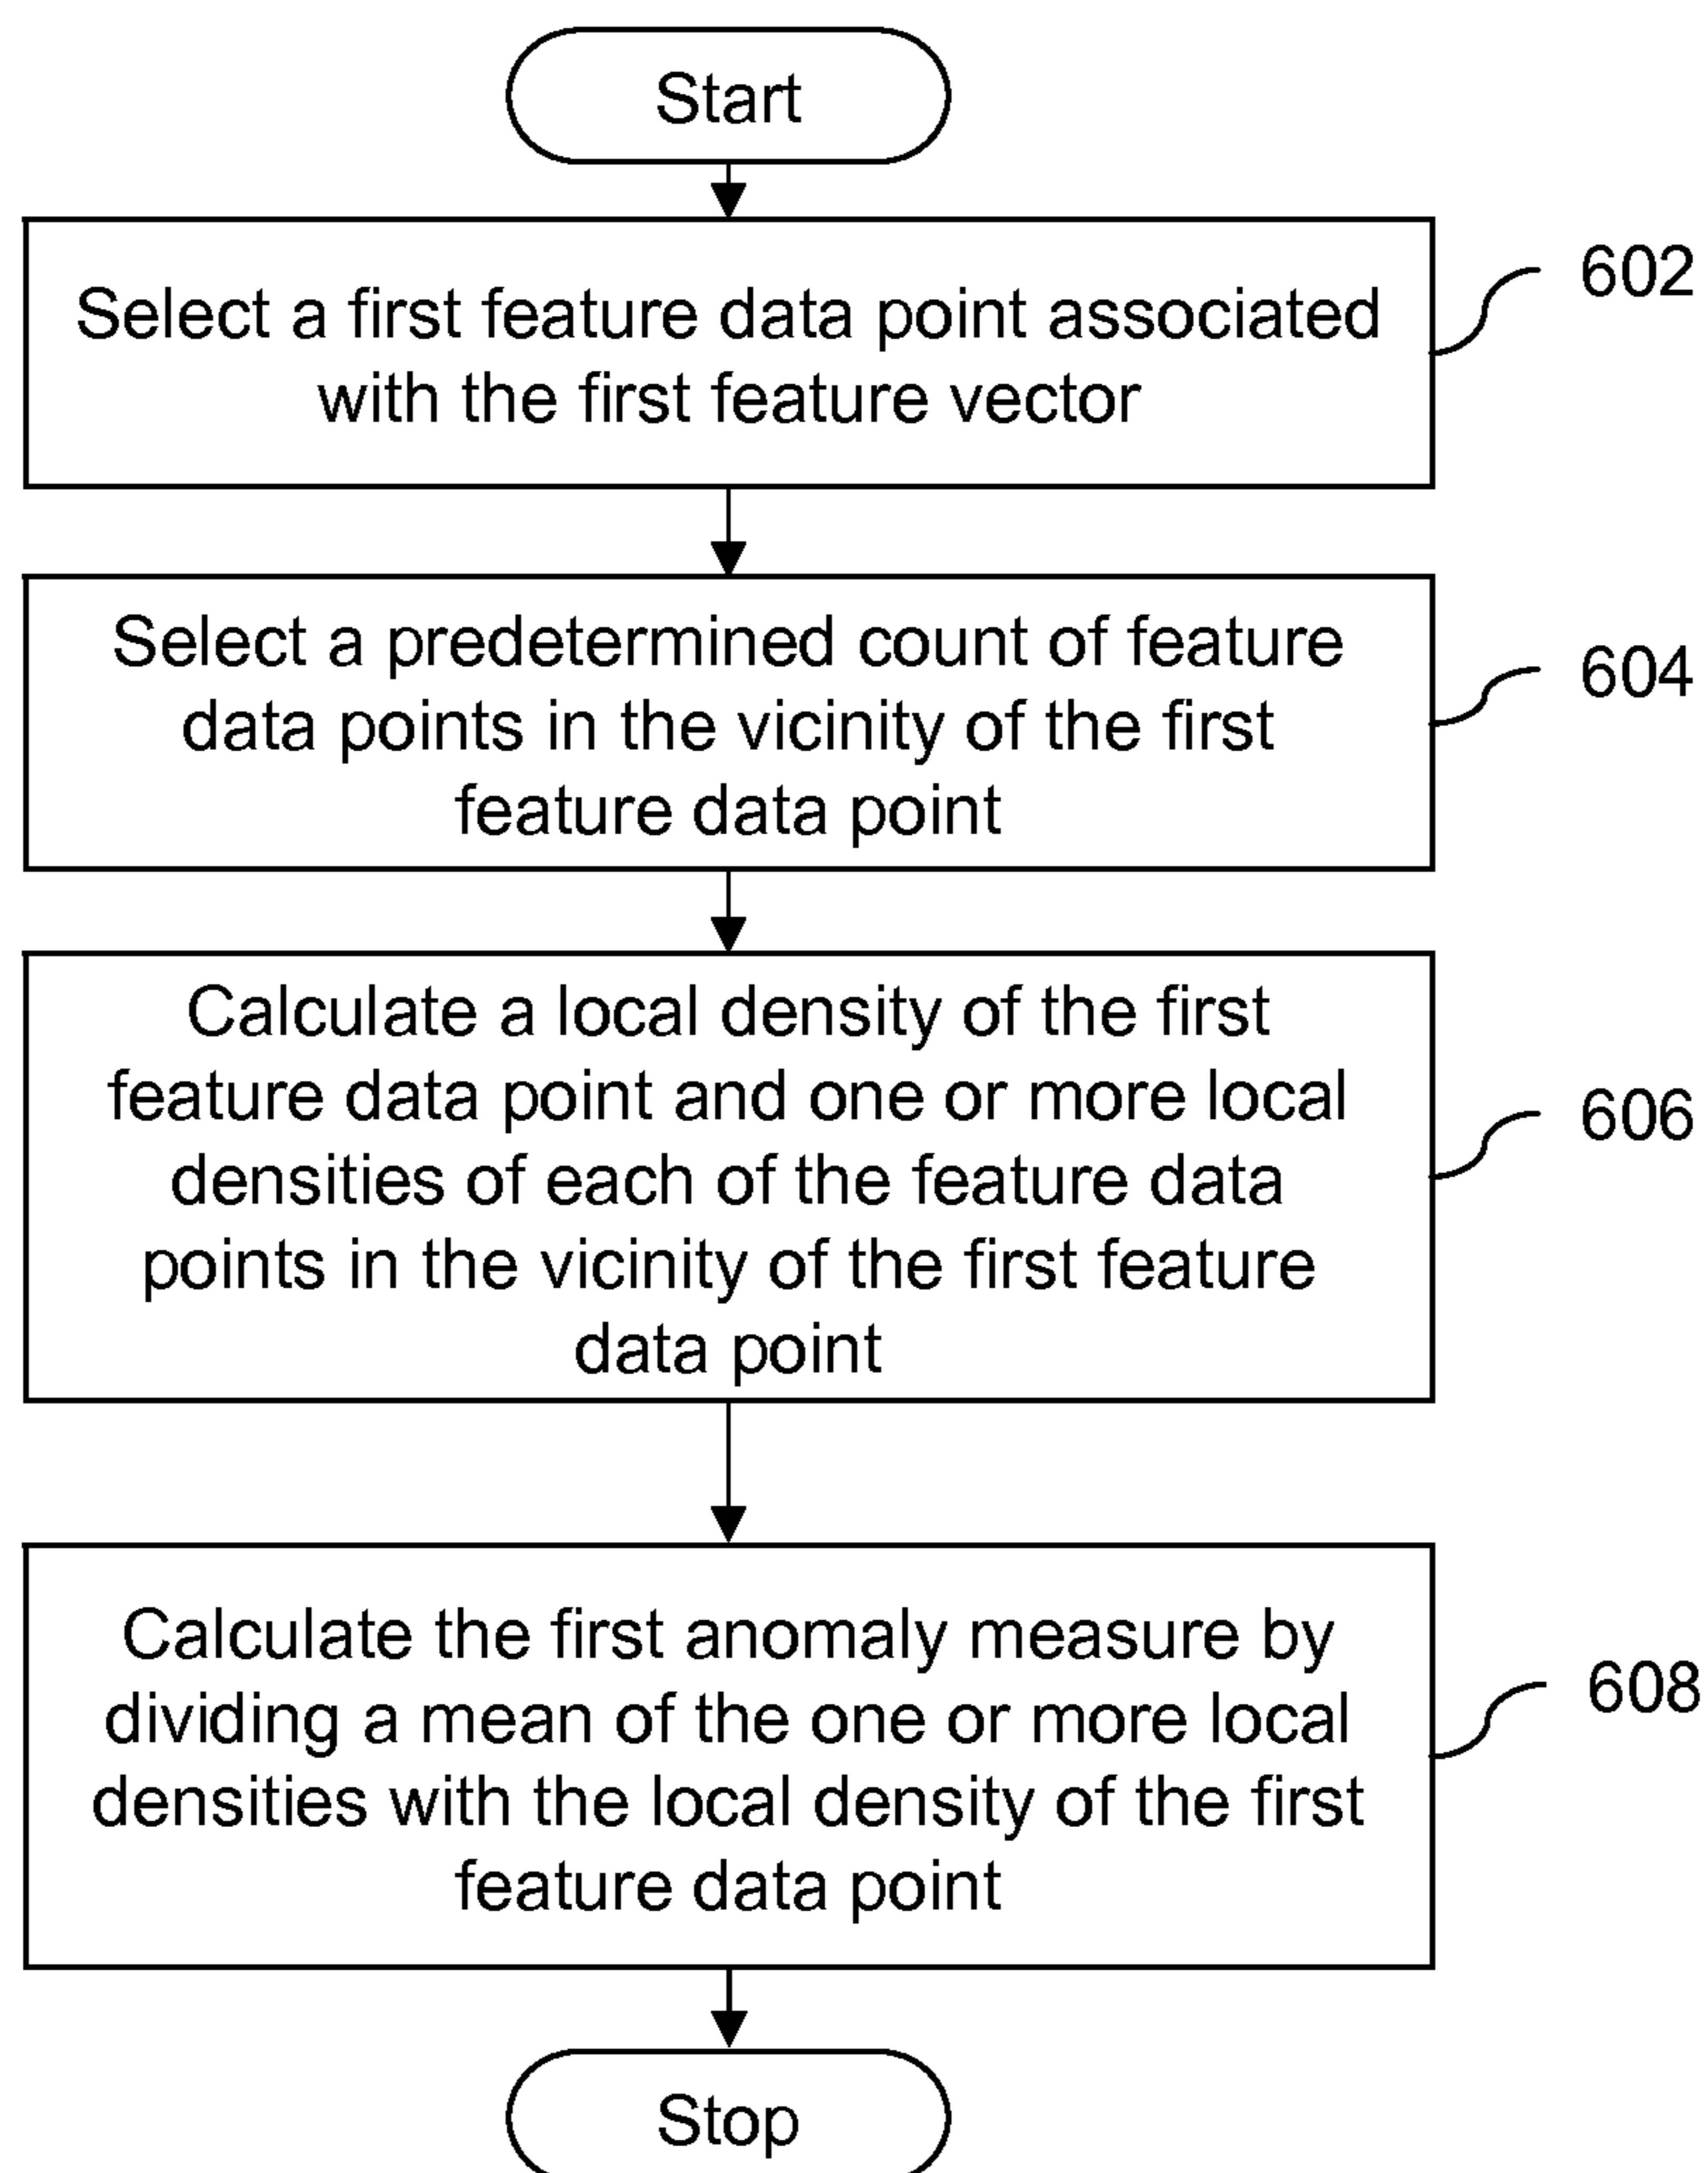 Start
Select a first feature data point associated
with the first feature vector
602
Select a predetermined count of feature
data points in the vicinity of the first
feature data point
604
Calculate a local density of the first
feature data point and one or more local
densities of each of the feature data
points in the vicinity of the first feature
data point
606
Calculate the first anomaly measure by
dividing a mean of the one or more local
densities with the local density of the first
feature data point
608
Stop